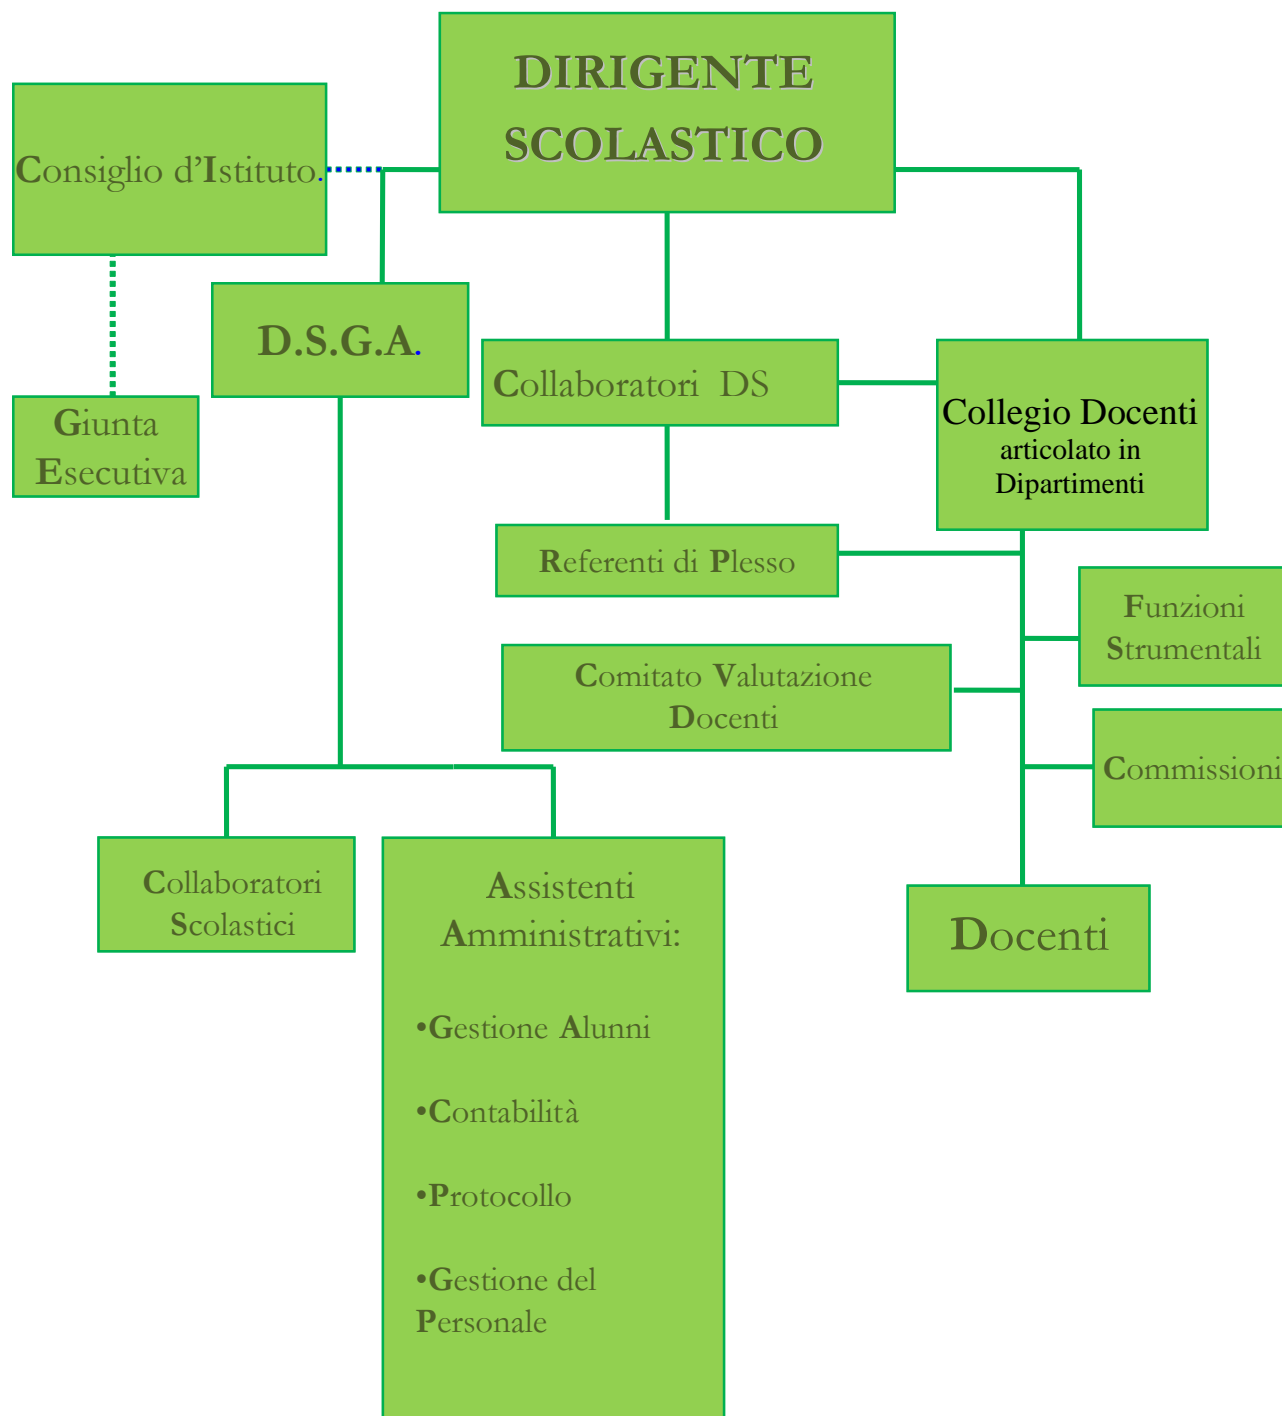 DIRIGENTE
SCOLASTICO
Consiglio d’Istituto.
D.S.G.A.
Collaboratori DS
Collegio Docenti
articolato in
Dipartimenti
Giunta
Esecutiva
Referenti di Plesso
Funzioni
Strumentali
Comitato Valutazione
Docenti
Commissioni
Collaboratori
Scolastici
Assistenti
Amministrativi:
•Gestione Alunni
•Contabilità
•Protocollo
•Gestione del
Personale
Docenti